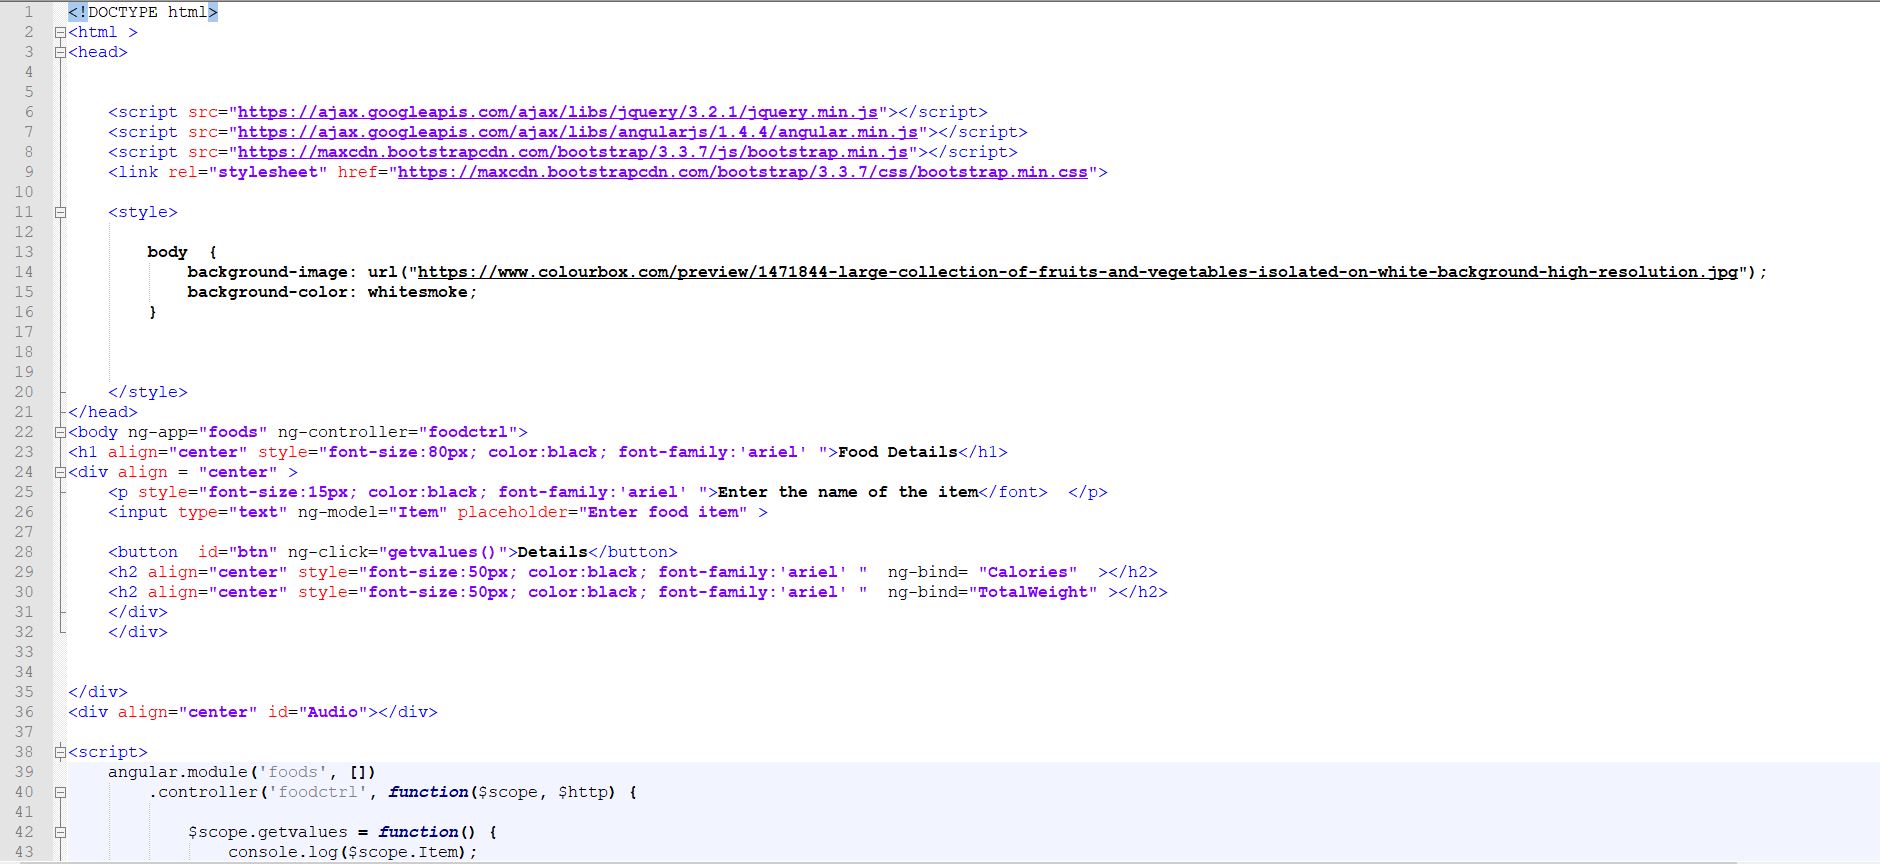 1 <!DOCTYPE html>
2 <html >
3 <head>
4
5
6 <script src="https://ajax.googleapis.com/ajax/libs/jquery/3.2.1/jquery.min.js"></script>
7 <script src="https://ajax.googleapis.com/ajax/libs/angularjs/1.4.4/angular.min.js"></script>
8 <script src="https://maxcdn.bootstrapcdn.com/bootstrap/3.3.7/js/bootstrap.min.js"></script>
9 <link rel="stylesheet" href="https://maxcdn.bootstrapcdn.com/bootstrap/3.3.7/css/bootstrap.min.css">
10
11 <style>
12
13 body  {
14 background-image: url("https://www.colourbox.com/preview/1471844-large-collection-of-fruits-and-vegetables-isolated-on-white-background-high-resolution.jpg");
15 background-color: whitesmoke;
16 }
17
18
19
20 </style>
21 </head>
22 <body ng-app="foods" ng-controller="foodctrl">
23 <h1 align="center" style="font-size:80px; color:black; font-family:'ariel' ">Food Details</h1>
24 <div align = "center" >
25 <p style="font-size:15px; color:black; font-family:'ariel' ">Enter the name of the item</font>  </p>
26 <input type="text" ng-model="Item" placeholder="Enter food item" >
27
28 <button  id="btn" ng-click="getvalues()">Details</button>
29 <h2 align="center" style="font-size:50px; color:black; font-family:'ariel' "  ng-bind= "Calories"  ></h2>
30 <h2 align="center" style="font-size:50px; color:black; font-family:'ariel' "  ng-bind="TotalWeight" ></h2>
31 </div>
32 </div>
33
34
35 </div>
36 <div align="center" id="Audio"></div>
37
38 <script>
39 angular.module('foods', [])
40 .controller('foodctrl', function($scope, $http) {
41
42 $scope.getvalues = function() {
43 console.log($scope.Item);